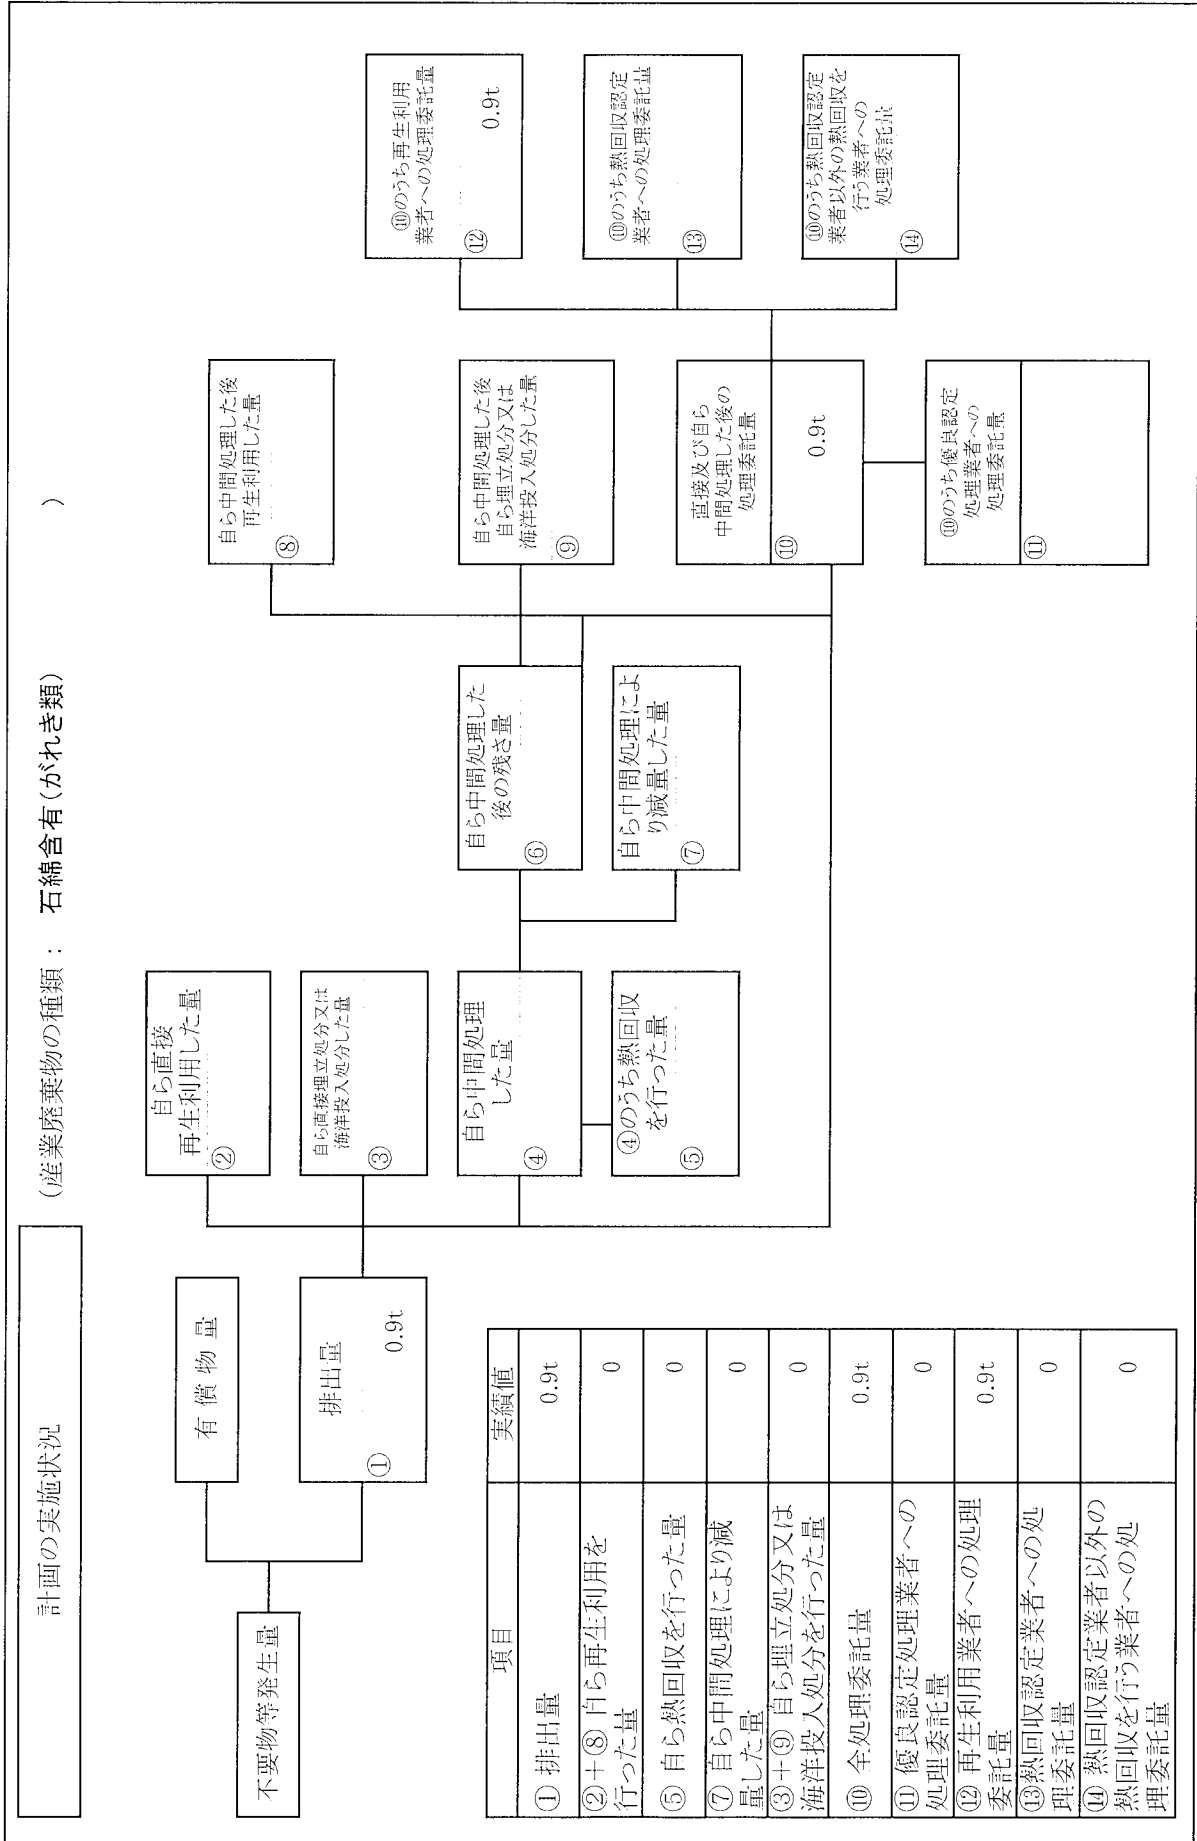 計画の実施状況
(産業廃棄物の種類： 石綿含有(がれき類) )
不要物等発生量
有償物量
排出量
①
0.9t
自ら直接
再生利用した量
②
自ら直接埋立処分又は
海洋投入処分した量
③
自ら中間処理
した量
④
④のうち熱回収
を行った量
⑤
自ら中間処理した
後の残さ量
⑥
自ら中間処理によ
り減量した量
⑦
自ら中間処理した後
再生利用した量
⑧
自ら中間処理した後
自ら埋立処分又は
海洋投入処分した量
⑨
直接及び自ら
中間処理した後の
処理委託量
⑩
0.9t
⑩のうち優良認定
処理業者への
処理委託量
⑪
⑩のうち再生利用
業者への処理委託量
⑫
0.9t
⑩のうち熱回収認定
業者への処理委託量
⑬
⑩のうち熱回収認定
業者以外の熱回収を
行う業者への
処理委託量
⑭
項目 実績値
①排出量 0.9t
②＋⑧ 自ら再生利用を
行った量 0
⑤ 自ら熱回収を行った量 0
⑦ 自ら中間処理により減
量した量 0
③＋⑨ 自ら埋立処分又は
海洋投入処分を行った量 0
⑩ 全処理委託量 0.9t
⑪ 優良認定処理業者への
処理委託量 0
⑫ 再生利用業者への処理
委託量 0.9t
⑬熱回収認定業者への処
理委託量 0
⑭ 熱回収認定業者以外の
熱回収を行う業者への処
理委託量 0